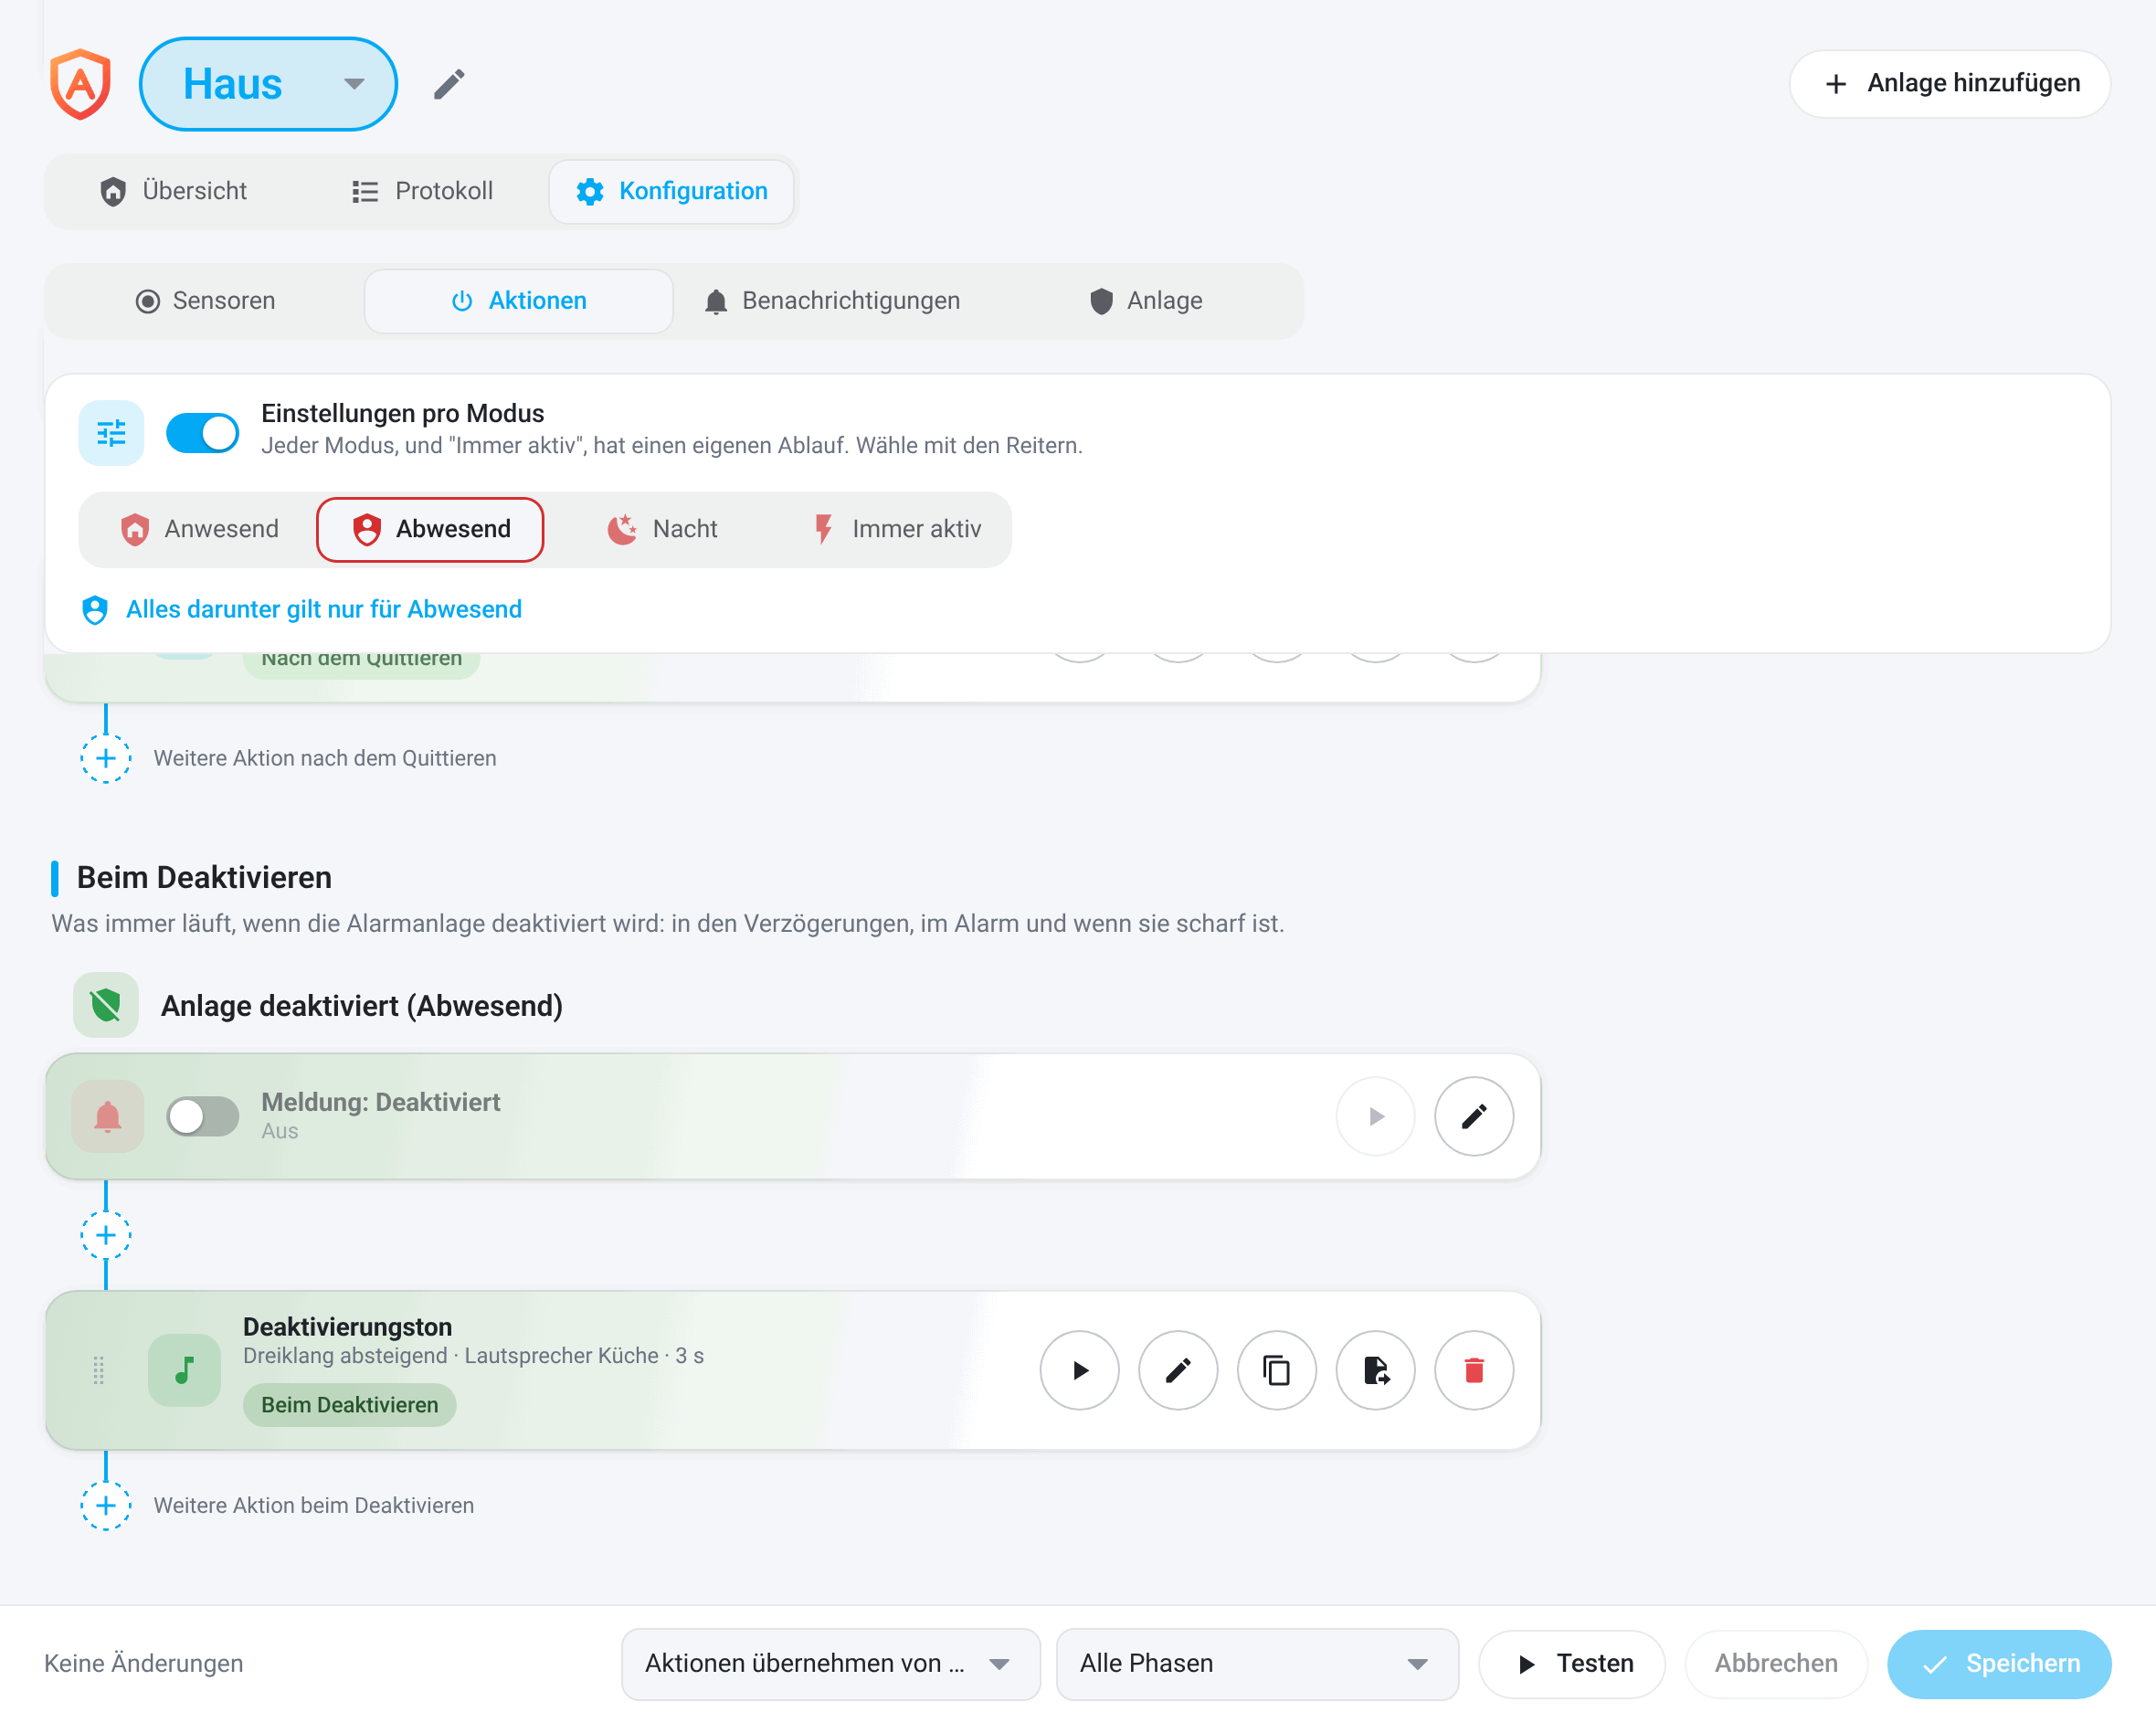 Haus
Anlage hinzufügen
Übersicht
Protokoll
Konfiguration
Sensoren
Aktionen
Benachrichtigungen
Anlage
Einstellungen pro Modus
Jeder Modus, und "Immer aktiv", hat einen eigenen Ablauf. Wähle mit den Reitern.
Anwesend
Abwesend
Nacht
Immer aktiv
Alles darunter gilt nur für Abwesend
Nach dem Quittieren
Weitere Aktion nach dem Quittieren
Beim Deaktivieren
Was immer läuft, wenn die Alarmanlage deaktiviert wird: in den Verzögerungen, im Alarm und wenn sie scharf ist.
Anlage deaktiviert (Abwesend)
Meldung: Deaktiviert
Aus
Deaktivierungston
Dreiklang absteigend · Lautsprecher Küche · 3 s
Beim Deaktivieren
Weitere Aktion beim Deaktivieren
Keine Änderungen
Aktionen übernehmen von ...
Alle Phasen
Testen
Abbrechen
Speichern